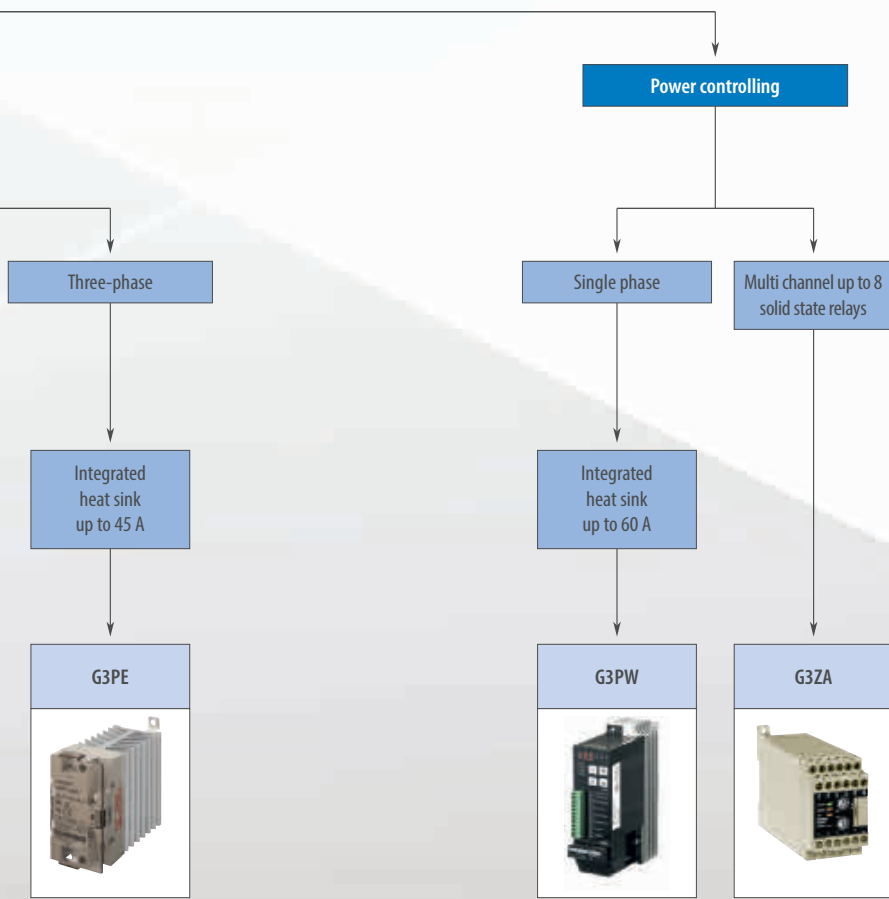 Power controlling
Three-phase
Single phase
Multi channel up to 8
solid state relays
Integrated
heat sink
up to 45 A
Integrated
heat sink
up to 60 A
G3PE
G3PW
G3ZA